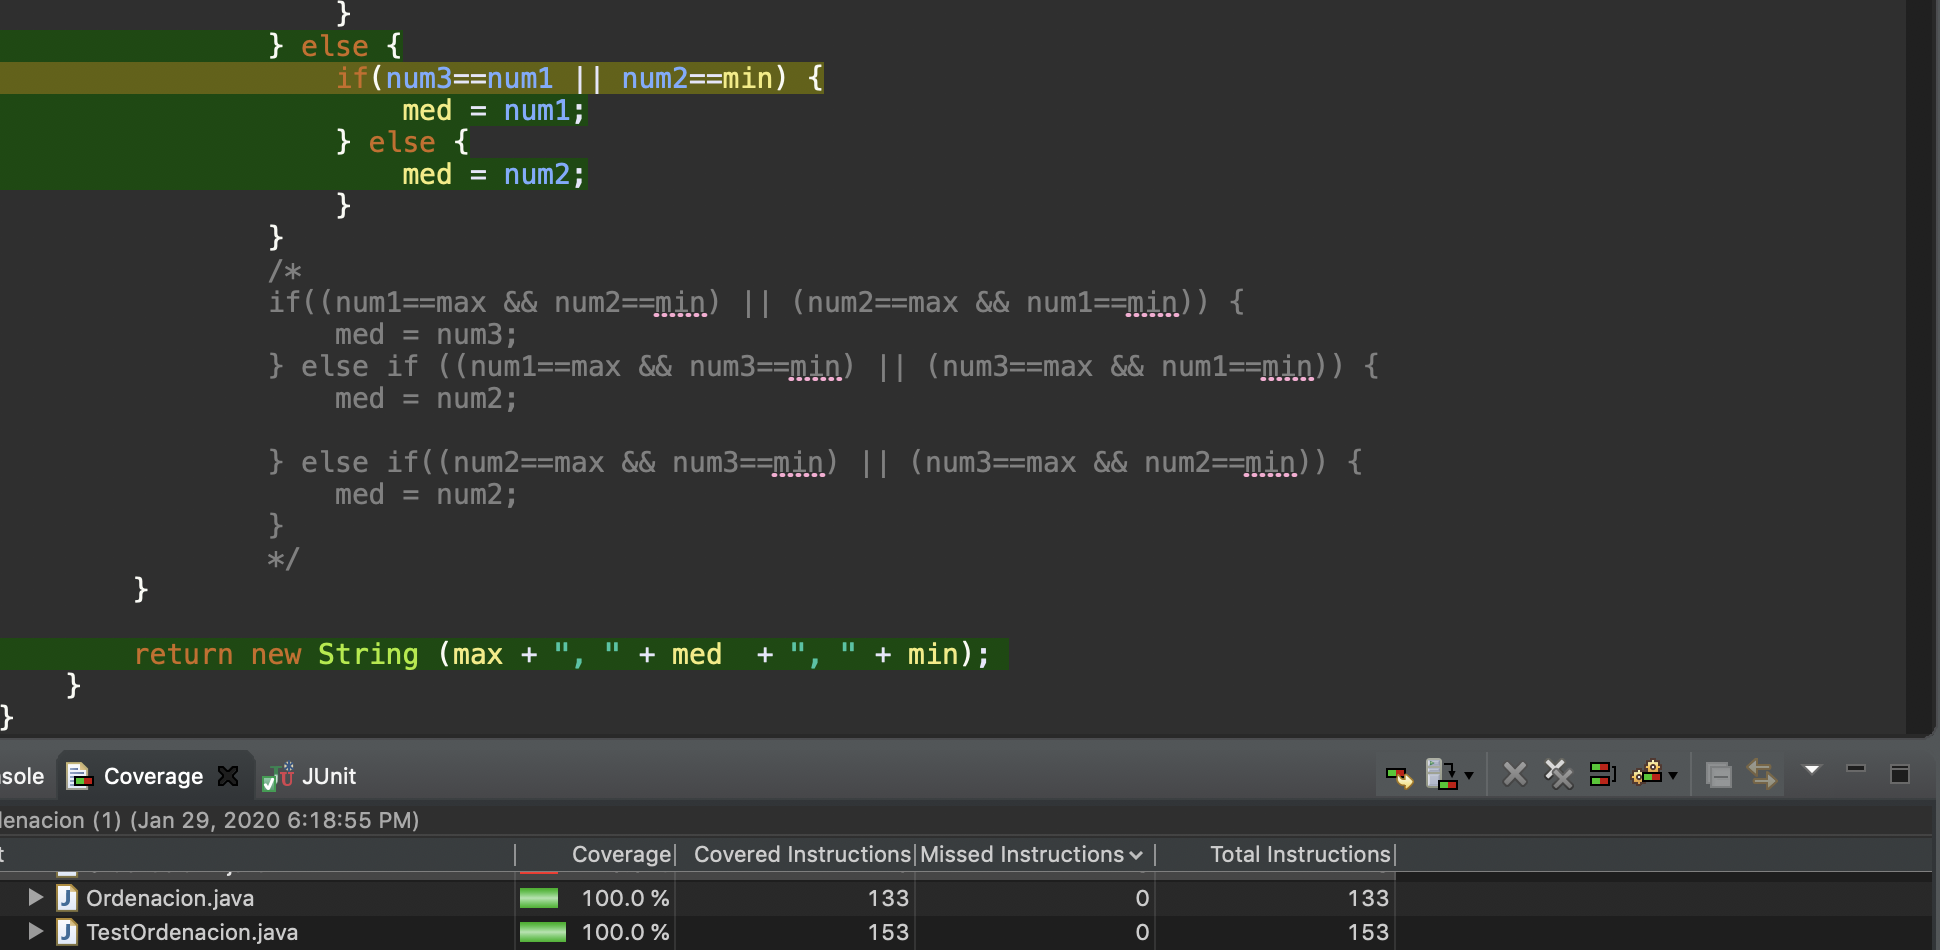 }
} else {
if(num3==num1 || num2==min) {
med = num1;
} else {
med = num2;
}
}
/*
if((num1==max && num2==min) || (num2==max && num1==min)) {
med = num3;
} else if ((num1==max && num3==min) || (num3==max && num1==min)) {
med = num2;
} else if((num2==max && num3==min) || (num3==max && num2==min)) {
med = num2;
}
*/
}
return new String (max + ", " + med  + ", " + min);
}
}
sole Coverage JUnit
enacion (1) (Jan 29, 2020 6:18:55 PM)
t Coverage Covered Instructions Missed Instructions Total Instructions
Ordenacion.java 100.0 % 133 0 133
TestOrdenacion.java 100.0 % 153 0 153